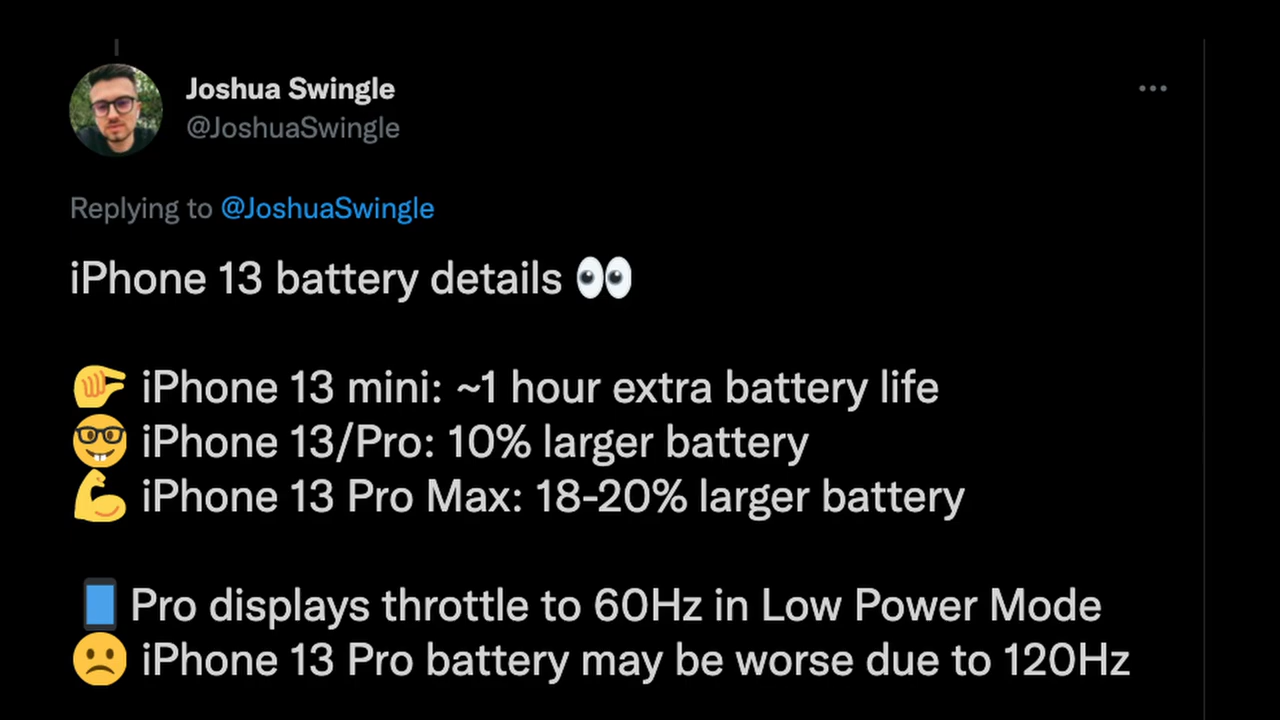 Joshua Swingle
@JoshuaSwingle
Replying to @JoshuaSwingle
iPhone 13 battery details 👀
🫳 iPhone 13 mini: ~1 hour extra battery life
🤓 iPhone 13/Pro: 10% larger battery
💪 iPhone 13 Pro Max: 18-20% larger battery
📱 Pro displays throttle to 60Hz in Low Power Mode
🙁 iPhone 13 Pro battery may be worse due to 120Hz